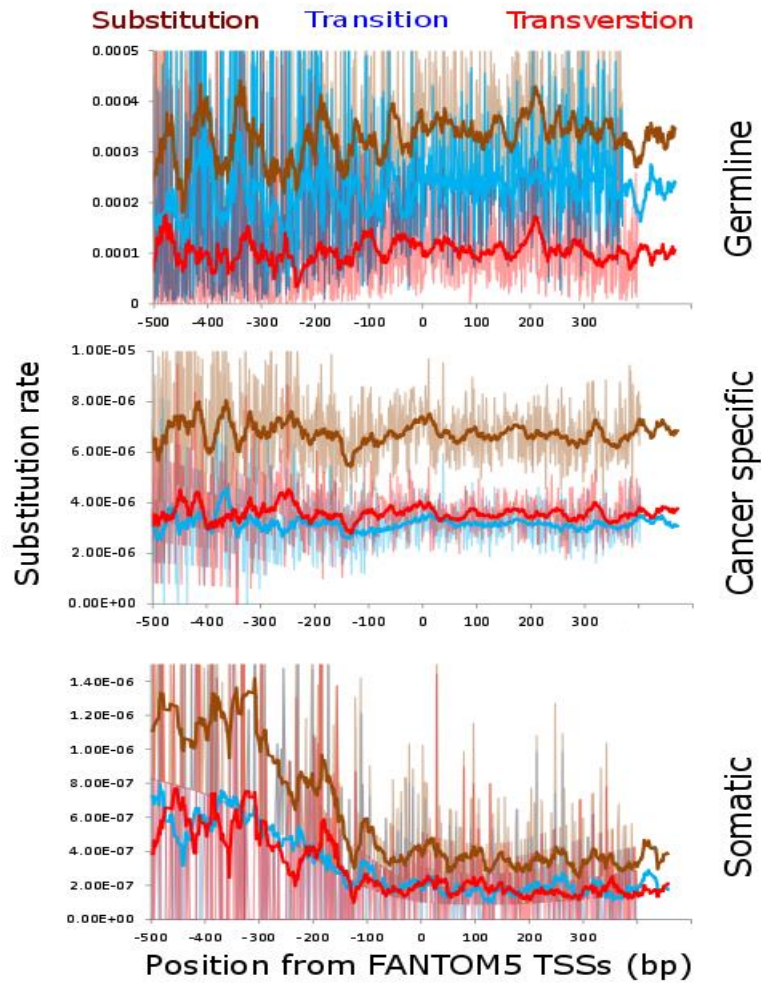 Substitution Transition Transverstion
0.0005
0.0004
0.0003
0.0002
0.0001
0
-500 -400 -300 -200 -100 0 100 200 300
Germline
Substitution rate
1.00E-05
8.00E-06
6.00E-06
4.00E-06
2.00E-06
0.00E+00
-500 -400 -300 -200 -100 0 100 200 300
Cancer specific
1.40E-06
1.20E-06
1.00E-06
8.00E-07
6.00E-07
4.00E-07
2.00E-07
0.00E+00
-500 -400 -300 -200 -100 0 100 200 300
Somatic
Position from FANTOM5 TSSs (bp)